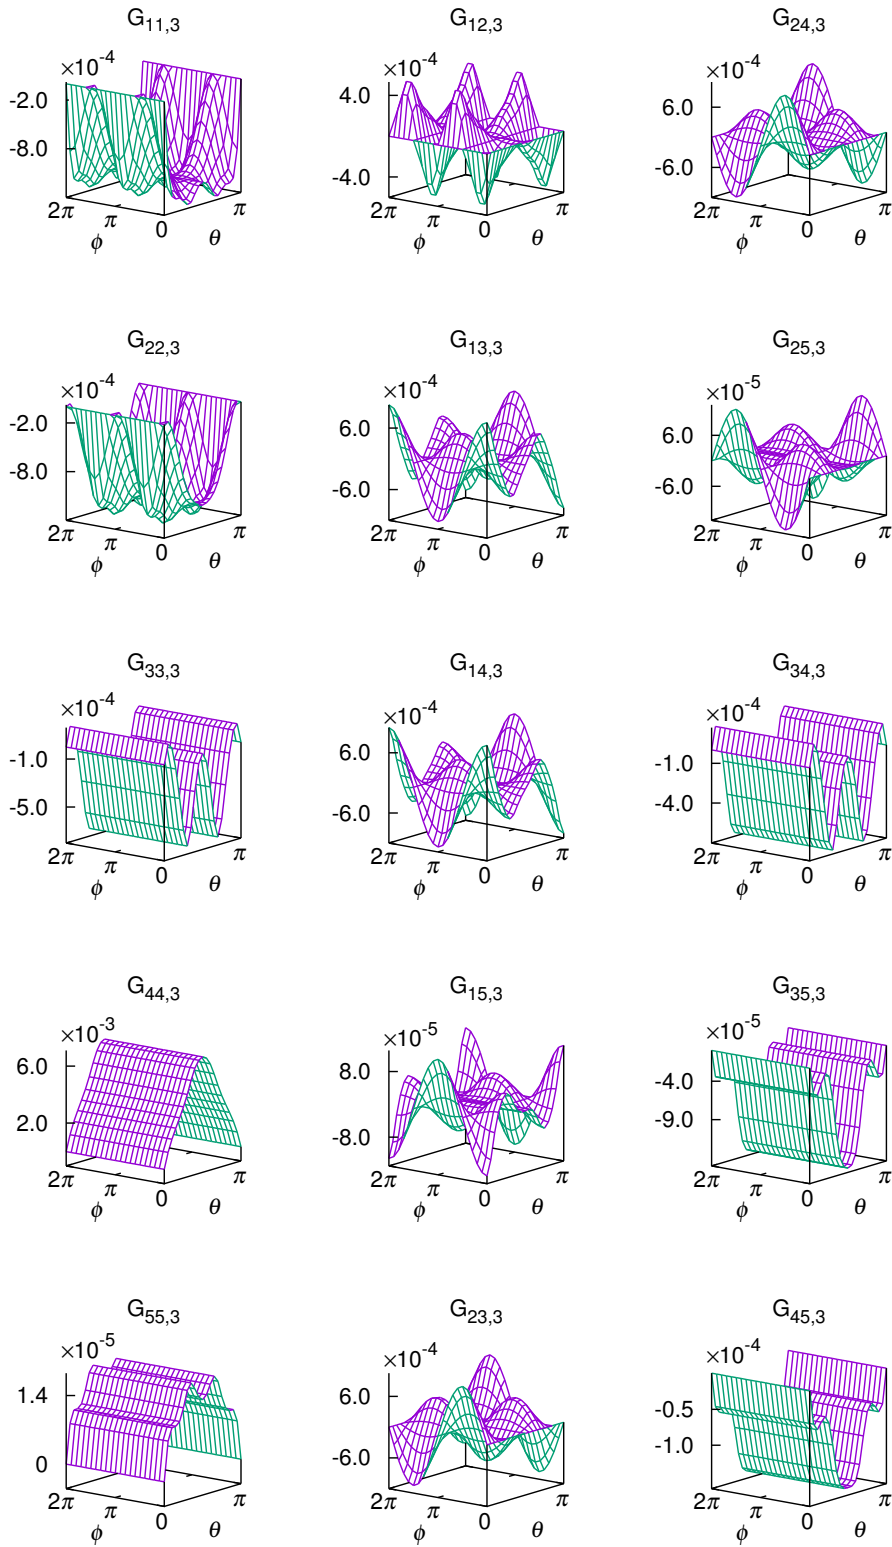 G11,3 G12,3 G24,3
×10-4 ×10-4 ×10-4
-2.0 4.0 6.0
-8.0 -4.0 -6.0
2π π 0 π 2π π 0 π 2π π 0 π
ϕ θ ϕ θ ϕ θ
G22,3 G13,3 G25,3
×10-4 ×10-4 ×10-5
-2.0 6.0 6.0
-8.0 -6.0 -6.0
2π π 0 π 2π π 0 π 2π π 0 π
ϕ θ ϕ θ ϕ θ
G33,3 G14,3 G34,3
×10-4 ×10-4 ×10-4
-1.0 6.0 -1.0
-5.0 -6.0 -4.0
2π π 0 π 2π π 0 π 2π π 0 π
ϕ θ ϕ θ ϕ θ
G44,3 G15,3 G35,3
×10-3 ×10-5 ×10-5
6.0 8.0 -4.0
2.0 -8.0 -9.0
2π π 0 π 2π π 0 π 2π π 0 π
ϕ θ ϕ θ ϕ θ
G55,3 G23,3 G45,3
×10-5 ×10-4 ×10-4
1.4 6.0 -0.5
0 -6.0 -1.0
2π π 0 π 2π π 0 π 2π π 0 π
ϕ θ ϕ θ ϕ θ